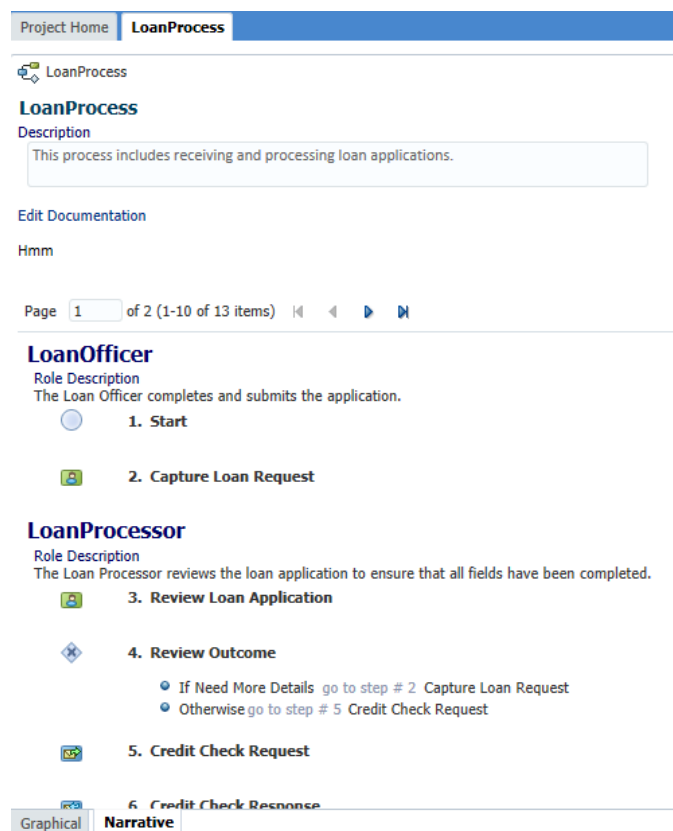 Project Home LoanProcess
LoanProcess
LoanProcess
Description
This process includes receiving and processing loan applications.
Edit Documentation
Hmm
Page 1 of 2 (1-10 of 13 items)
LoanOfficer
Role Description
The Loan Officer completes and submits the application.
1. Start
2. Capture Loan Request
LoanProcessor
Role Description
The Loan Processor reviews the loan application to ensure that all fields have been completed.
3. Review Loan Application
4. Review Outcome
If Need More Details go to step # 2 Capture Loan Request
Otherwise go to step # 5 Credit Check Request
5. Credit Check Request
6. Credit Check Response
Graphical Narrative